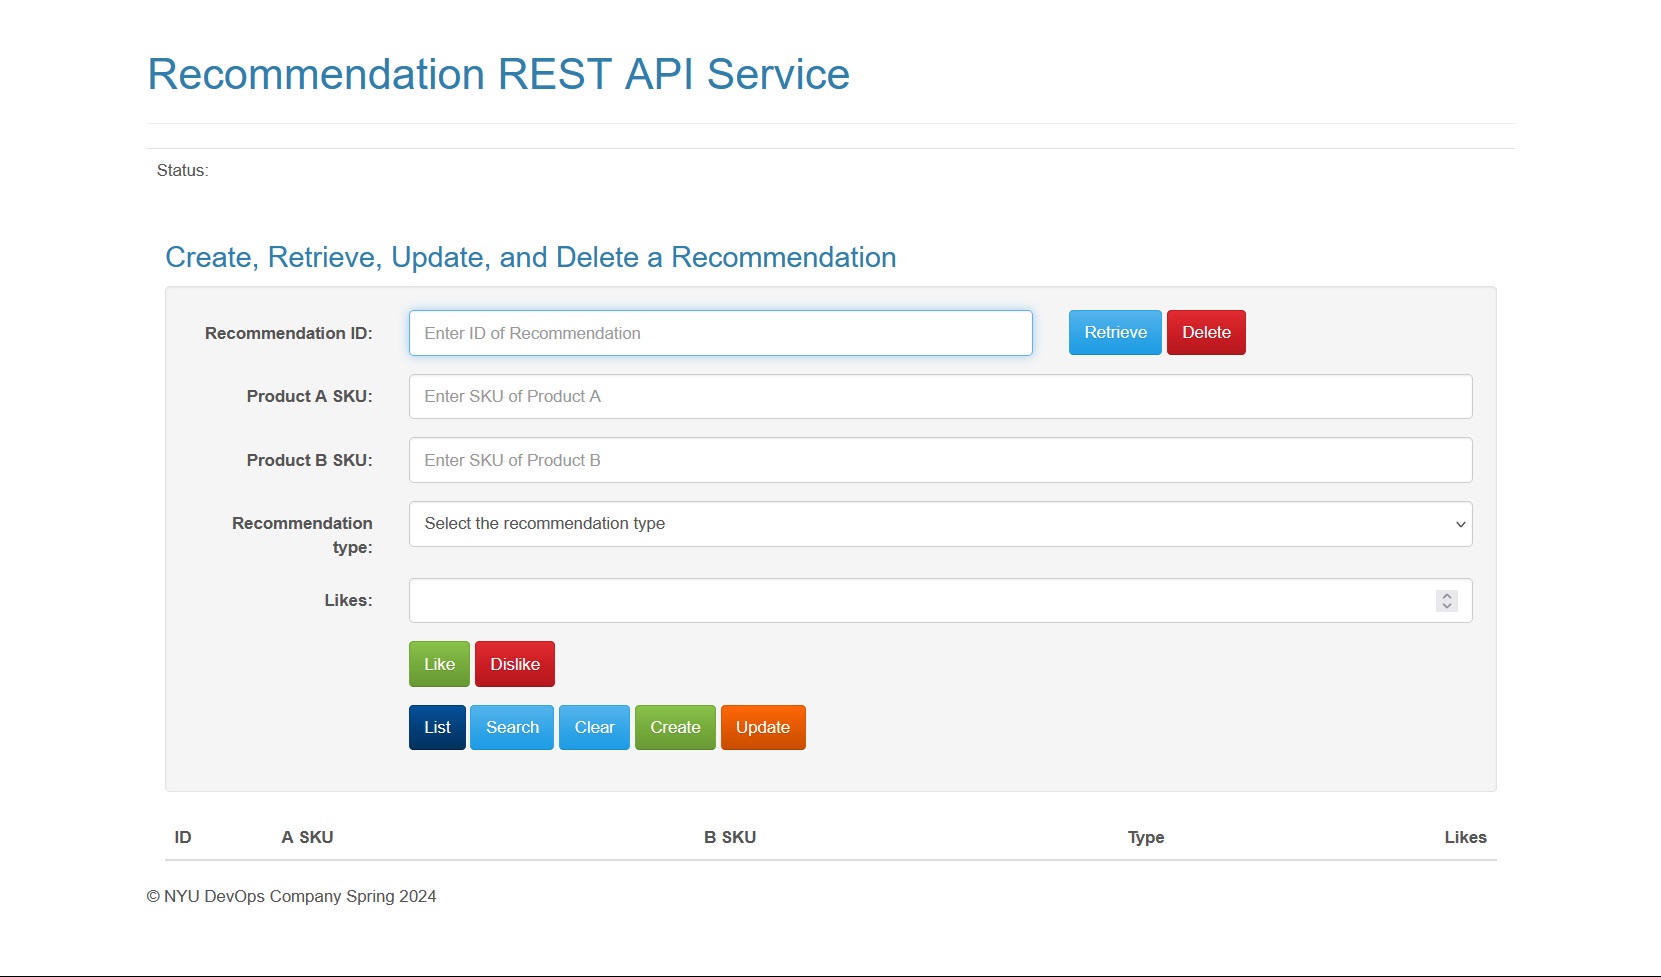 Recommendation REST API Service
Status:
Create, Retrieve, Update, and Delete a Recommendation
Recommendation ID: Enter ID of Recommendation Retrieve Delete
Product A SKU: Enter SKU of Product A
Product B SKU: Enter SKU of Product B
Recommendation type: Select the recommendation type
Likes:
Like Dislike
List Search Clear Create Update
ID A SKU B SKU Type Likes
© NYU DevOps Company Spring 2024